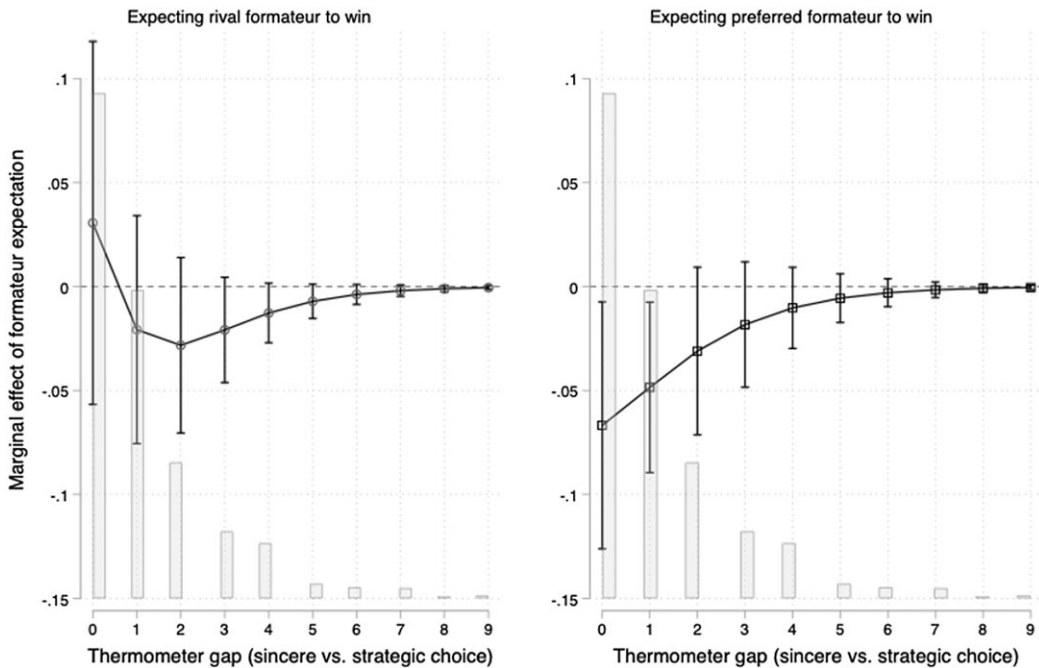 Expecting rival formateur to win
Expecting preferred formateur to win
Marginal effect of formateur expectation
.1
.05
0
-.05
-.1
-.15
0 1 2 3 4 5 6 7 8 9
Thermometer gap (sincere vs. strategic choice)
.1
.05
0
-.05
-.1
-.15
0 1 2 3 4 5 6 7 8 9
Thermometer gap (sincere vs. strategic choice)